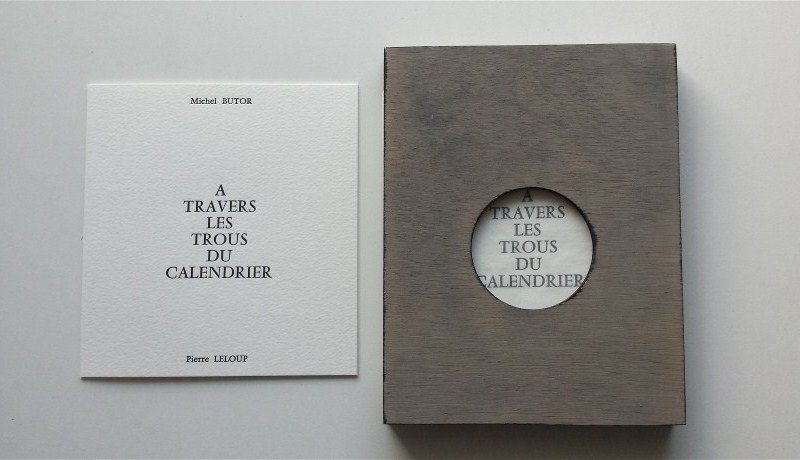 Michel BUTOR
A
TRAVERS
LES
TROUS
DU
CALENDRIER
Pierre LELOUP
A
TRAVERS
LES
TROUS
DU
CALENDRIER